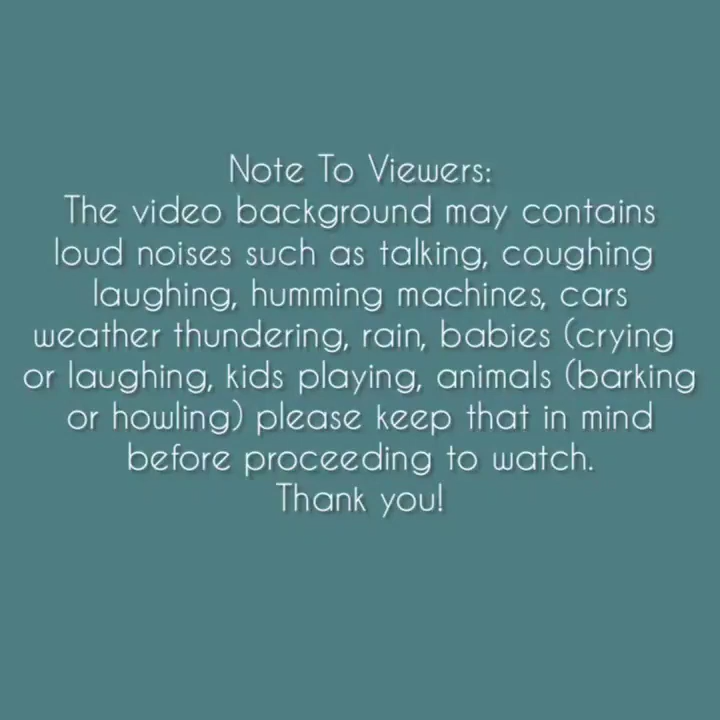 Note To Viewers:
The video background may contains
loud noises such as talking, coughing
laughing, humming machines, cars
weather thundering, rain, babies (crying
or laughing, kids playing, animals (barking
or howling) please keep that in mind
before proceeding to watch.
Thank you!